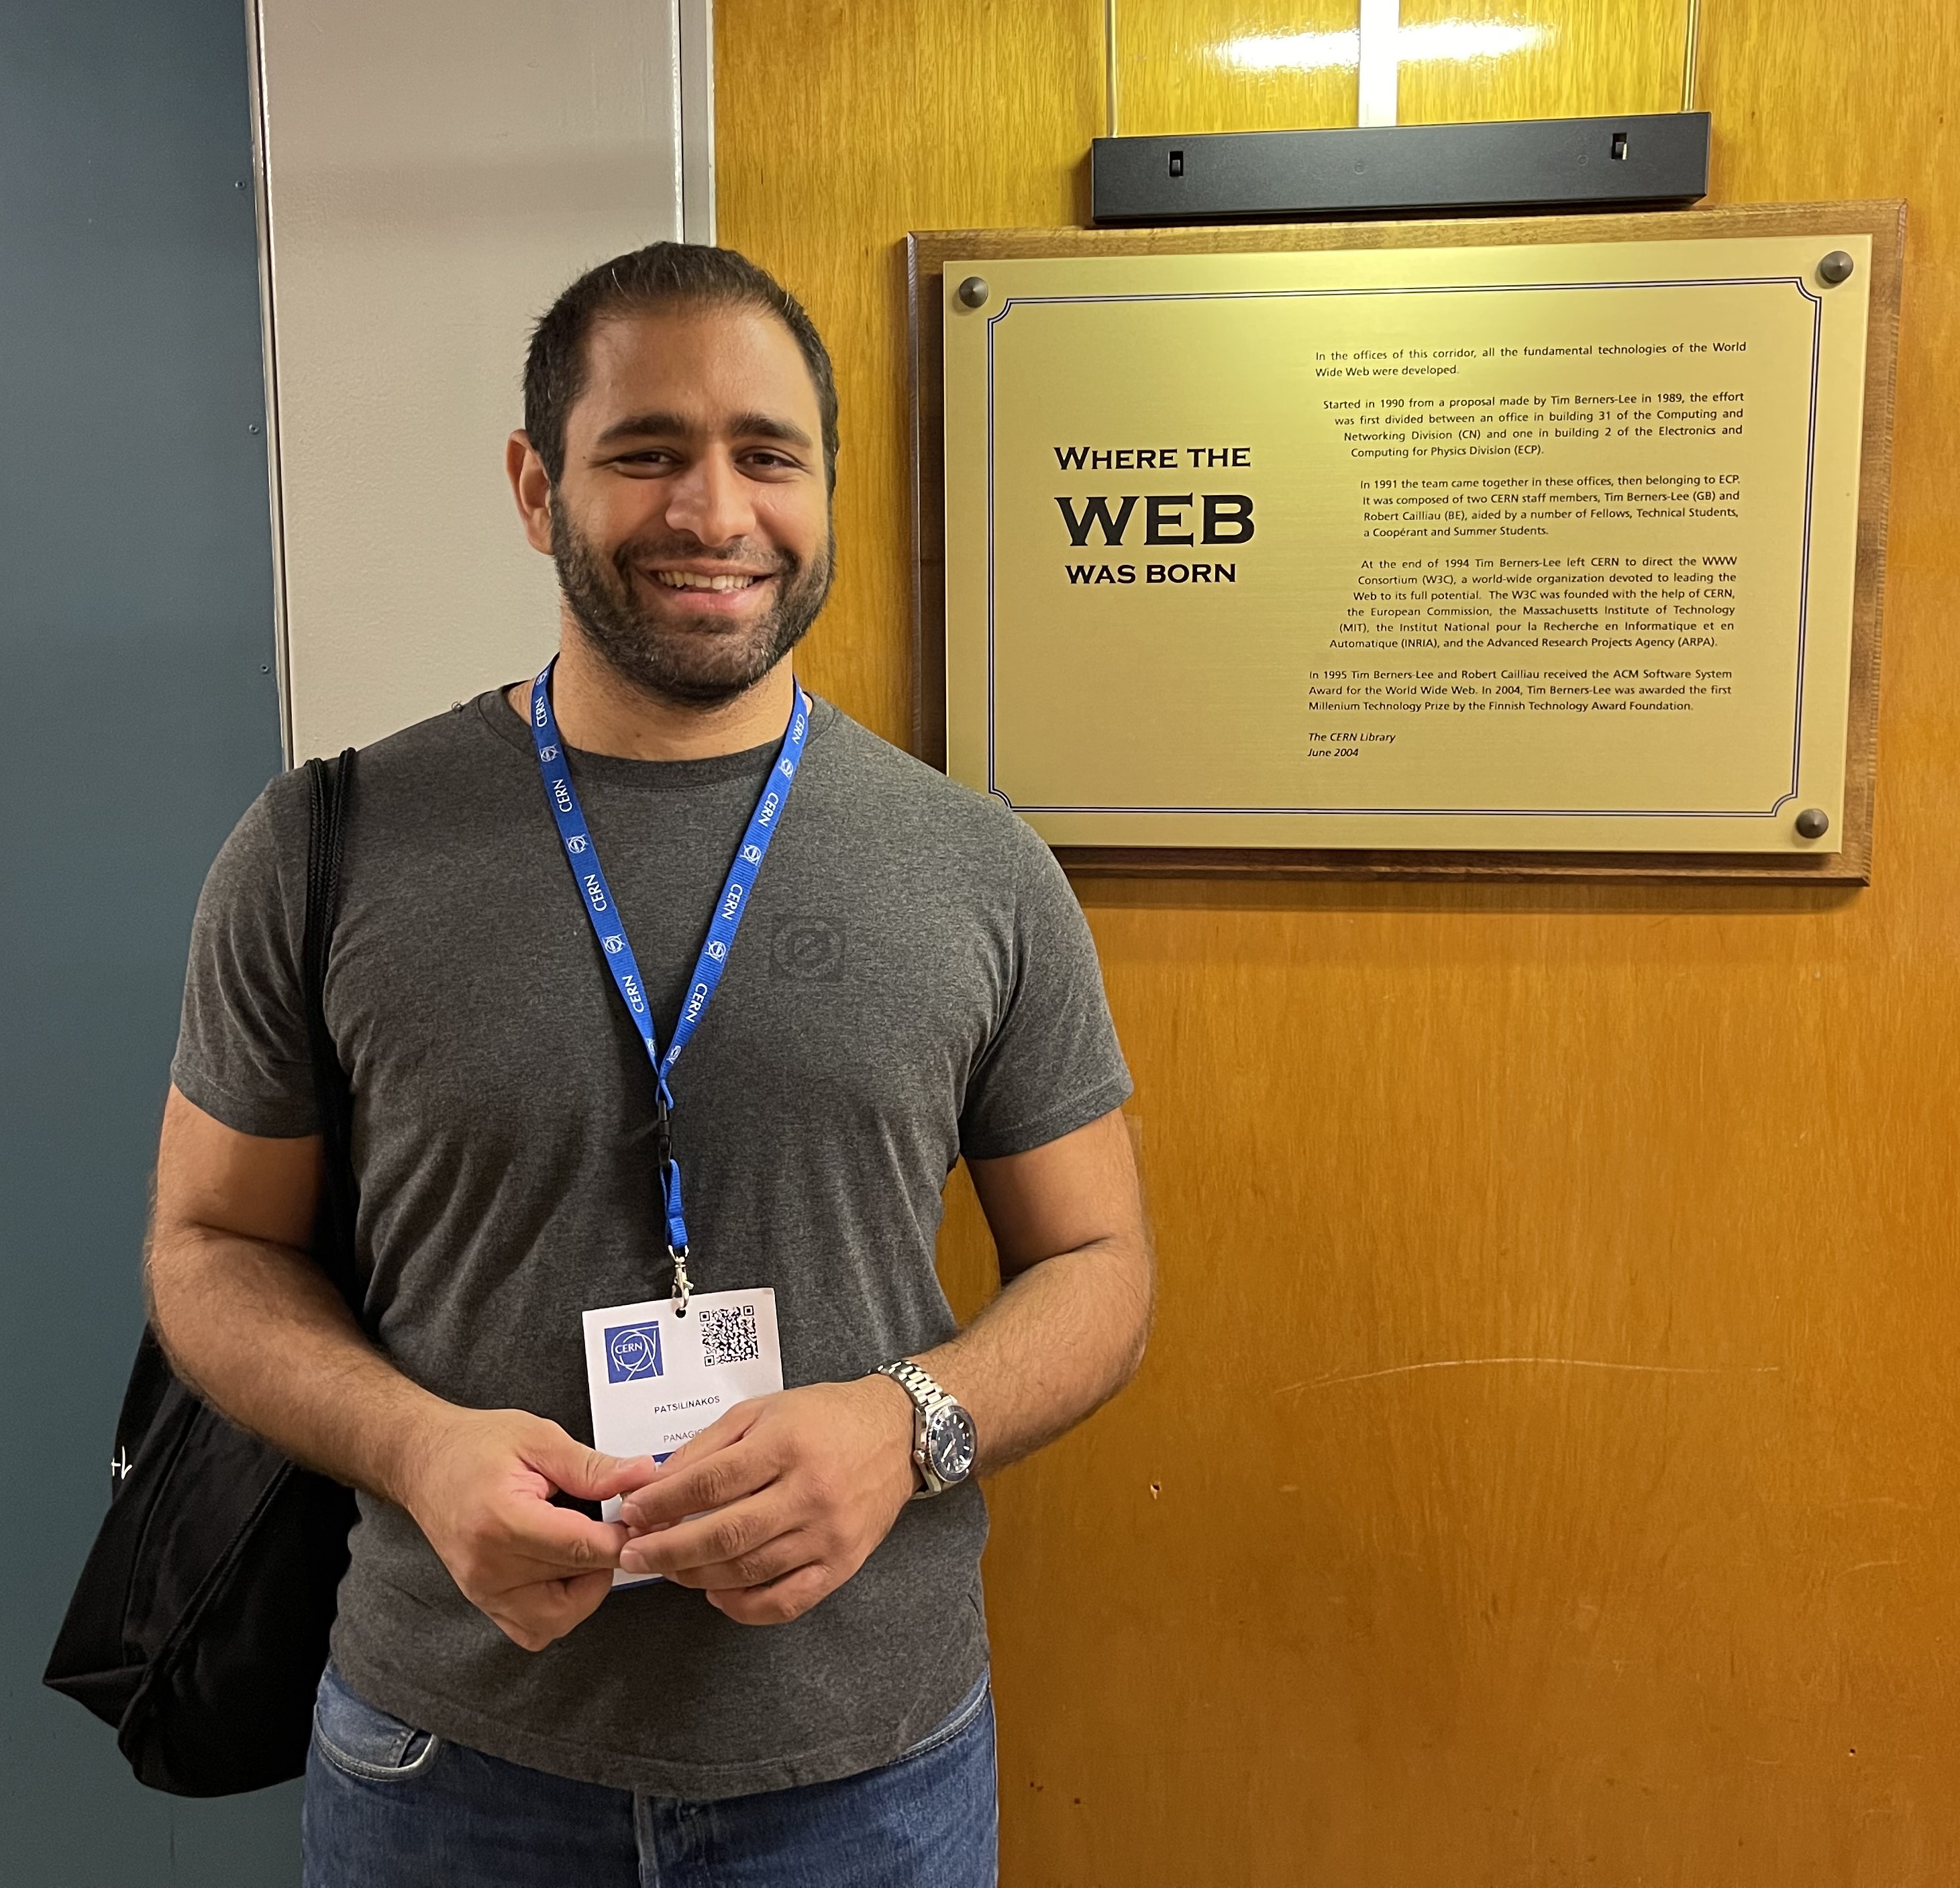 WHERE THE
WEB
WAS BORN
In the offices of this corridor, all the fundamental technologies of the World
Wide Web were developed.
Started in 1990 from a proposal made by Tim Berners-Lee in 1989, the effort
was first divided between an office in building 31 of the Computing and
Networking Division (CN) and one in building 2 of the Electronics and
Computing for Physics Division (ECP).
In 1991 the team came together in these offices, then belonging to ECP.
It was composed of two CERN staff members, Tim Berners-Lee (GB) and
Robert Cailliau (BE), aided by a number of Fellows, Technical Students,
a Coopérant and Summer Students.
At the end of 1994 Tim Berners-Lee left CERN to direct the WWW
Consortium (W3C), a world-wide organization devoted to leading the
Web to its full potential. The W3C was founded with the help of CERN,
the European Commission, the Massachusetts Institute of Technology
(MIT), the Institut National pour la Recherche en Informatique et en
Automatique (INRIA), and the Advanced Research Projects Agency (ARPA).
In 1995 Tim Berners-Lee and Robert Cailliau received the ACM Software System
Award for the World Wide Web. In 2004, Tim Berners-Lee was awarded the first
Millenium Technology Prize by the Finnish Technology Award Foundation.
The CERN Library
June 2004
CERN
CERN
CERN
CERN
CERN
CERN
CERN
CERN
CERN
PATSILINAKOS